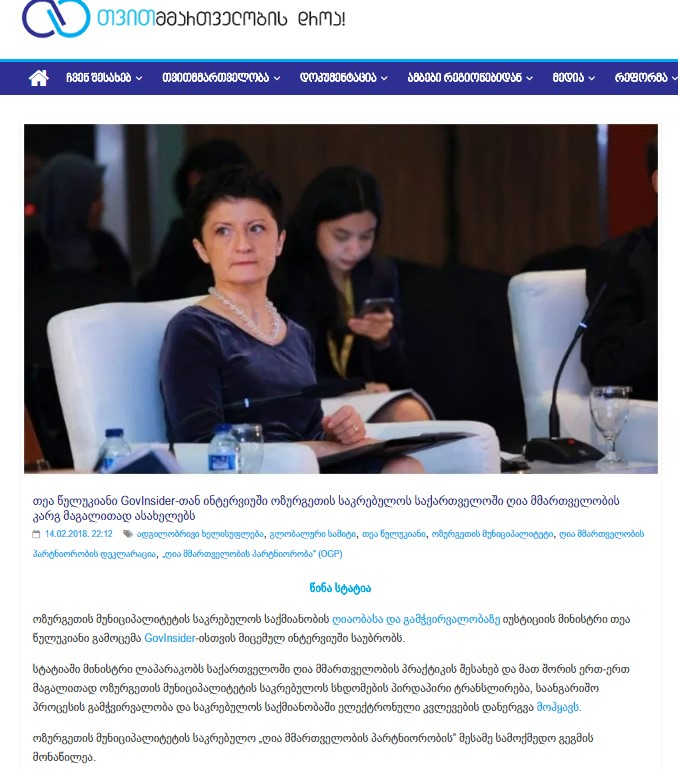 თვითმმართველობის დროა!
ჩვენ შესახებ თვითმმართველობა დოკუმენტაცია ამბები რეგიონებიდან მედია რეფორმა
თეა წულუკიანი GovInsider-თან ინტერვიუში ოზურგეთის საკრებულოს საქართველოში ღია მმართველობის
კარგ მაგალითად ასახელებს
14.02.2018. 22:12 ადგილობრივი ხელისუფლება, გლობალური სამიტი, თეა წულუკიანი, ოზურგეთის მუნიციპალიტეტი, ღია მმართველობის
პარტნიორობის დეკლარაცია, „ღია მმართველობის პარტნიორობა“ (OGP)
წინა სტატია
ოზურგეთის მუნიციპალიტეტის საკრებულოს საქმიანობის ღიაობასა და გამჭვირვალობაზე იუსტიციის მინისტრი თეა
წულუკიანი გამოცემა GovInsider-ისთვის მიცემულ ინტერვიუში საუბრობს.
სტატიაში მინისტრი ლაპარაკობს საქართველოში ღია მმართველობის პრაქტიკის შესახებ და მათ შორის ერთ-ერთ
მაგალითად ოზურგეთის მუნიციპალიტეტის საკრებულოს სხდომების პირდაპირი ტრანსლირება, საანგარიშო
პროცესის გამჭვირვალობა და საკრებულოს საქმიანობაში ელექტრონული კვლევების დანერგვა მოჰყავს.
ოზურგეთის მუნიციპალიტეტის საკრებულო „ღია მმართველობის პარტნიორობის“ მესამე სამოქმედო გეგმის
მონაწილეა.